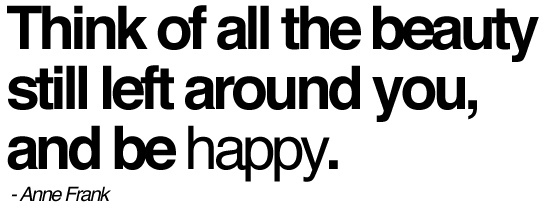 Think of all the beauty
still left around you,
and be happy.
- Anne Frank